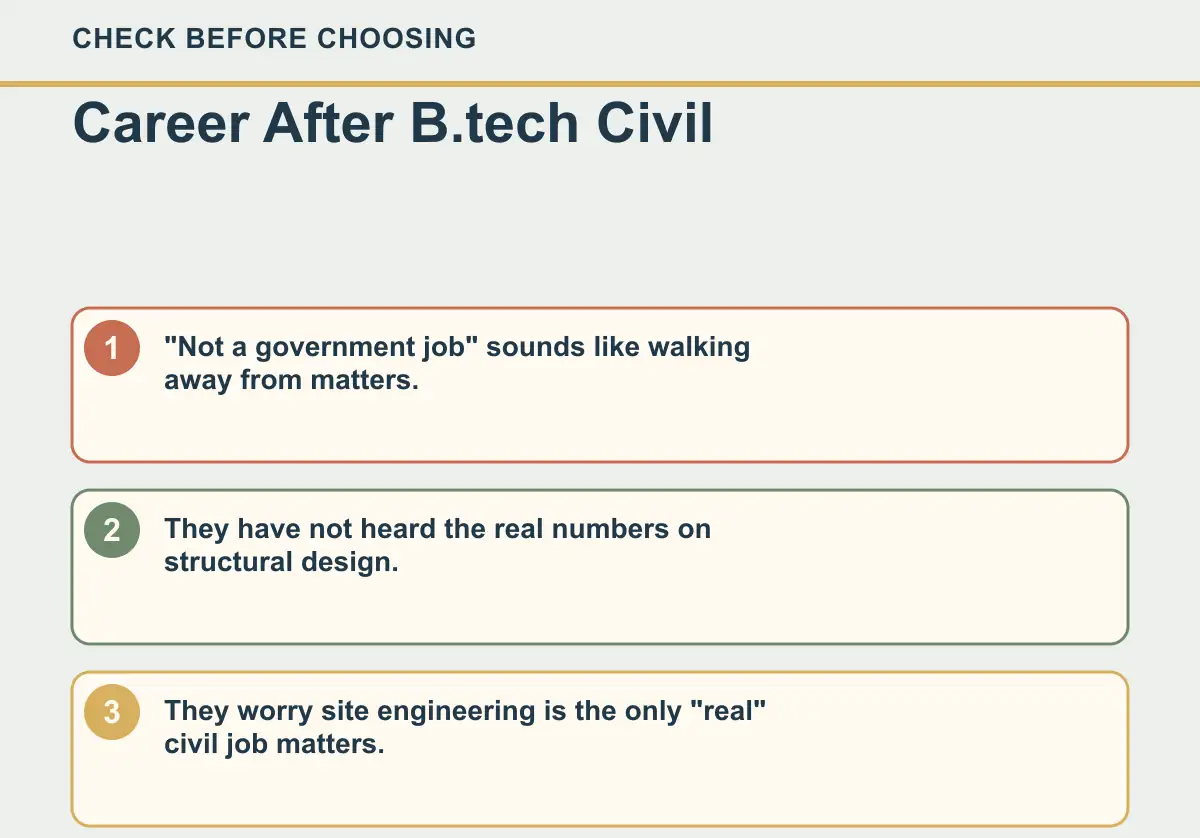 CHECK BEFORE CHOOSING
Career After B.tech Civil
1
"Not a government job" sounds like walking
away from matters.
2
They have not heard the real numbers on
structural design.
3
They worry site engineering is the only "real"
civil job matters.